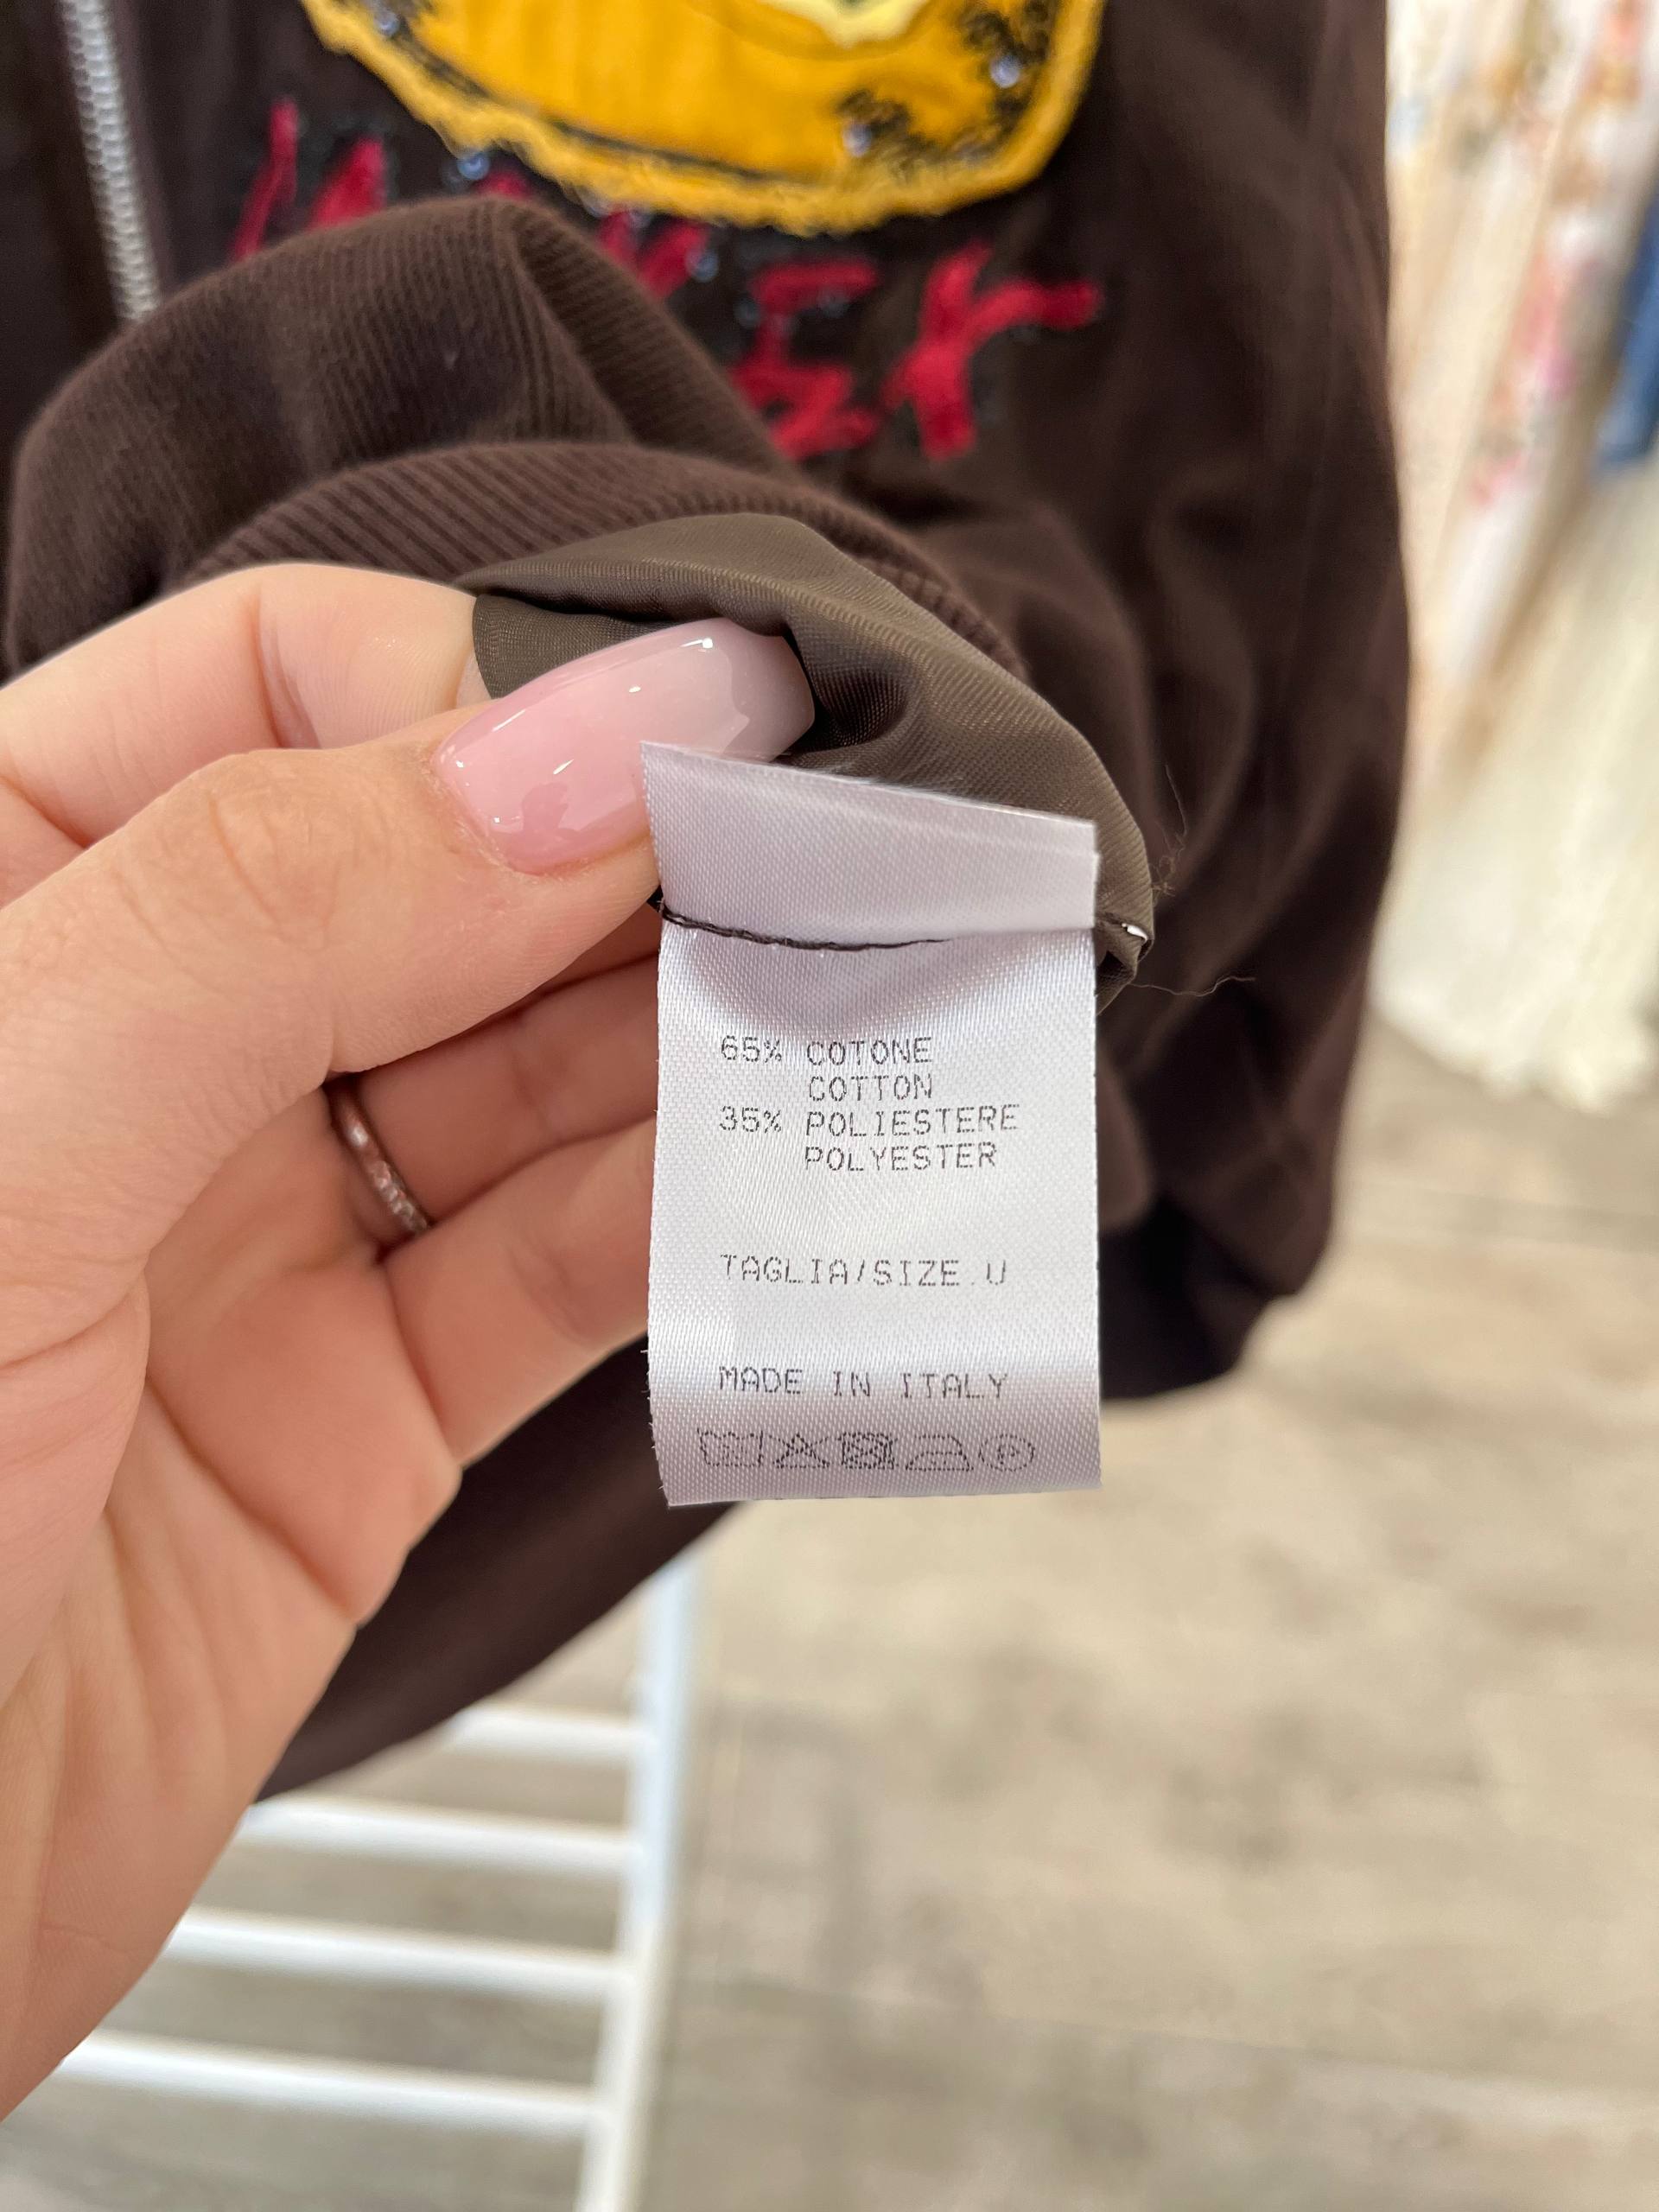 65% COTONE
COTTON
35% POLIESTERE
POLYESTER
TAGLIA/SIZE.U
MADE IN ITALY